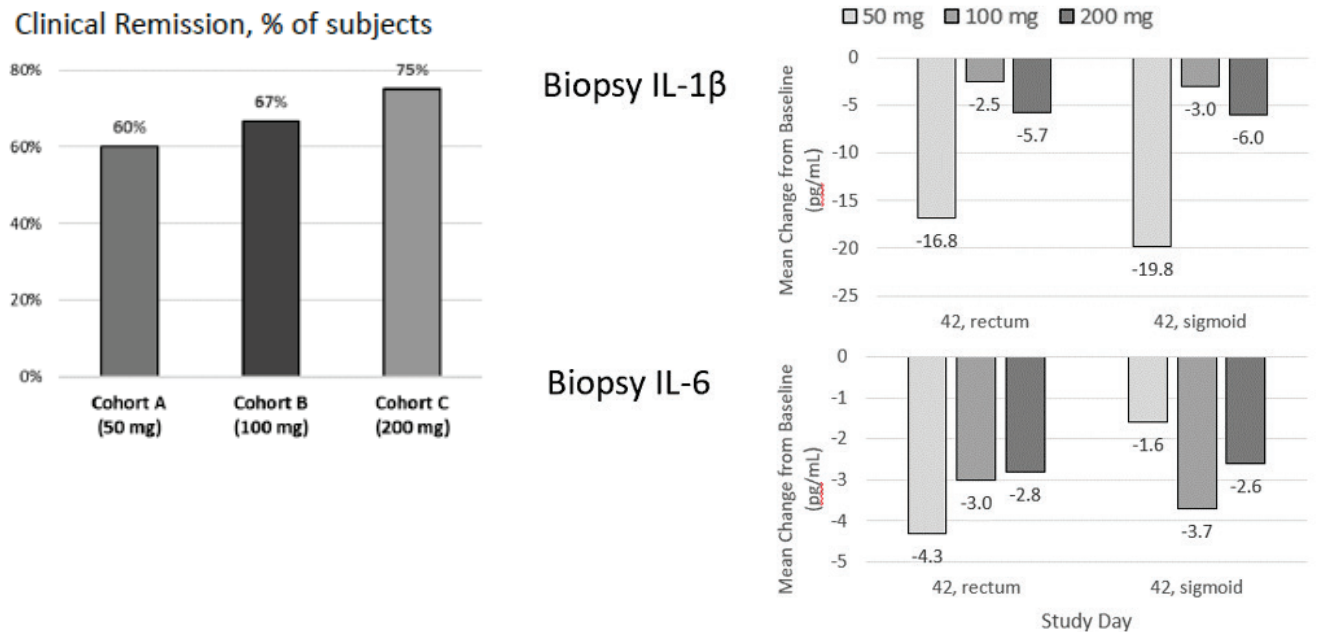 Clinical Remission, % of subjects
80%
60%
40%
20%
0%
60%
67%
75%
Cohort A
(50 mg)
Cohort B
(100 mg)
Cohort C
(200 mg)
Biopsy IL-1β
50 mg 100 mg 200 mg
Mean Change from Baseline
(pg/mL)
0
-5
-10
-15
-20
-25
-16.8
-2.5
-5.7
-19.8
-3.0
-6.0
42, rectum
42, sigmoid
Biopsy IL-6
Mean Change from Baseline
(pg/mL)
0
-1
-2
-3
-4
-5
-4.3
-3.0
-2.8
-1.6
-3.7
-2.6
42, rectum
42, sigmoid
Study Day